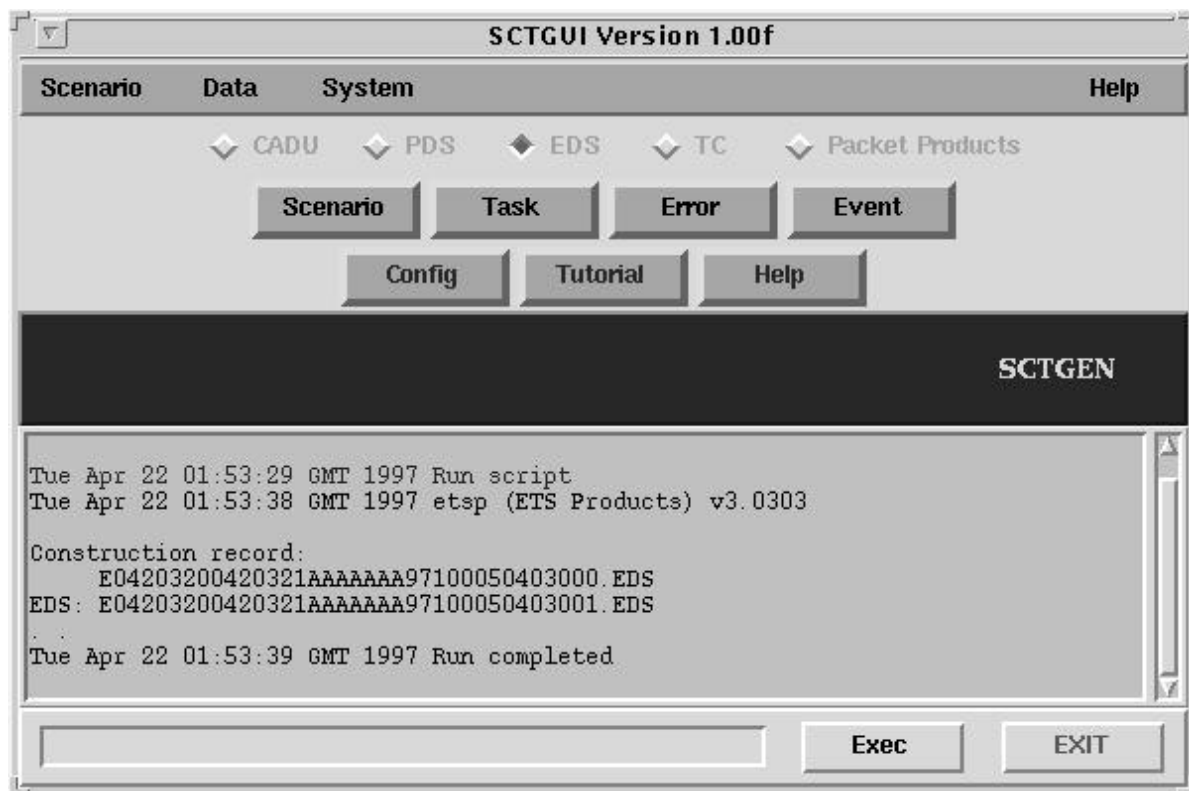 SCTGUI Version 1.00f
Scenario Data System Help
CADU PDS EDS TC Packet Products
Scenario Task Error Event
Config Tutorial Help
SCTGEN
Tue Apr 22 01:53:29 GMT 1997 Run script
Tue Apr 22 01:53:38 GMT 1997 etsp (ETS Products) v3.0303
Construction record:
E04203200420321AAAAAAA97100050403000.EDS
EDS: E04203200420321AAAAAAA97100050403001.EDS
. .
Tue Apr 22 01:53:39 GMT 1997 Run completed
Exec EXIT